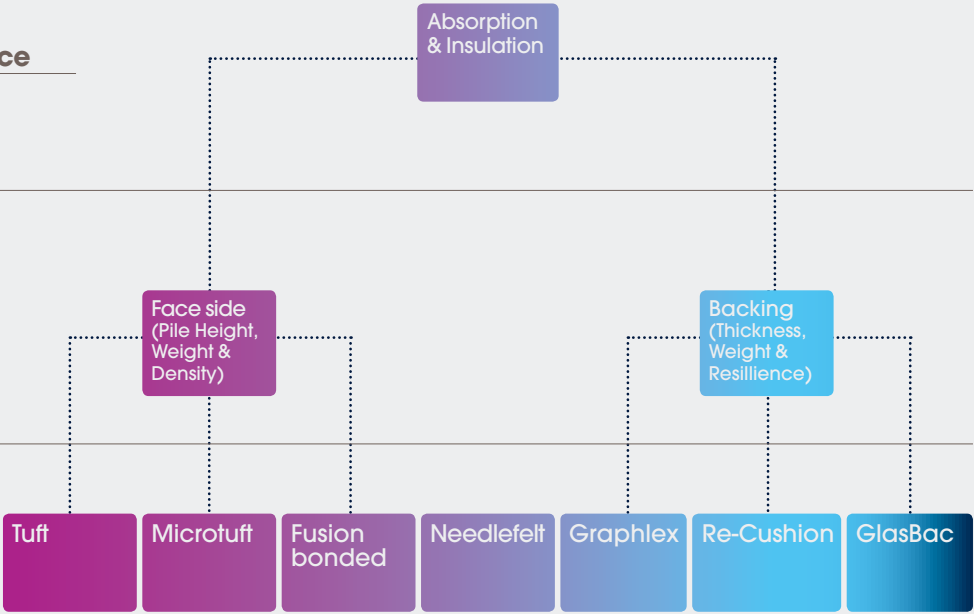 Absorption
& Insulation
ce
Face side
(Pile Height,
Weight &
Density)
Backing
(Thickness,
Weight &
Resillience)
Tuft
Microtuft
Fusion
bonded
Needlefelt
Graphlex
Re-Cushion
GlasBac